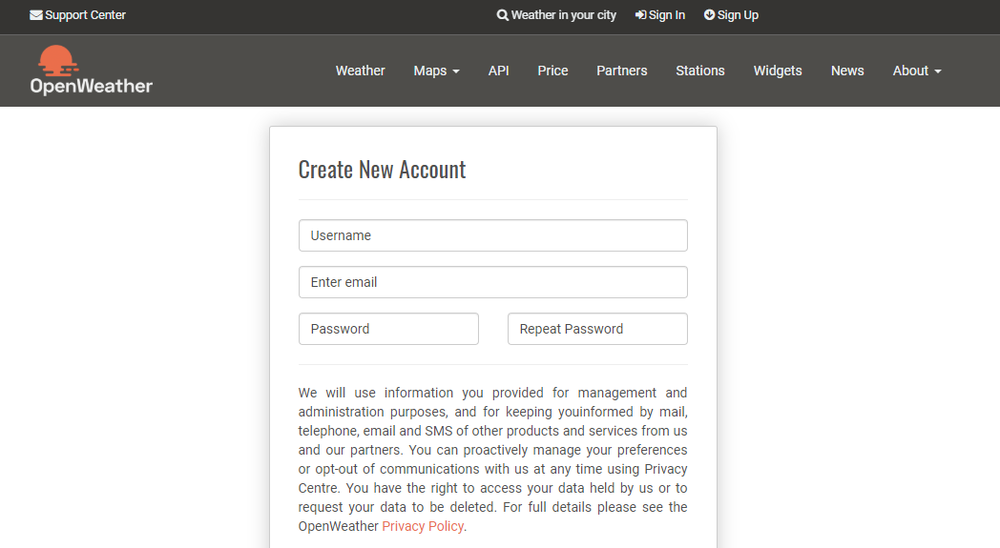 Support Center
Weather in your city Sign In Sign Up
OpenWeather
Weather Maps API Price Partners Stations Widgets News About
Create New Account
Username
Enter email
Password Repeat Password
We will use information you provided for management and
administration purposes, and for keeping youinformed by mail,
telephone, email and SMS of other products and services from us
and our partners. You can proactively manage your preferences
or opt-out of communications with us at any time using Privacy
Centre. You have the right to access your data held by us or to
request your data to be deleted. For full details please see the
OpenWeather Privacy Policy.